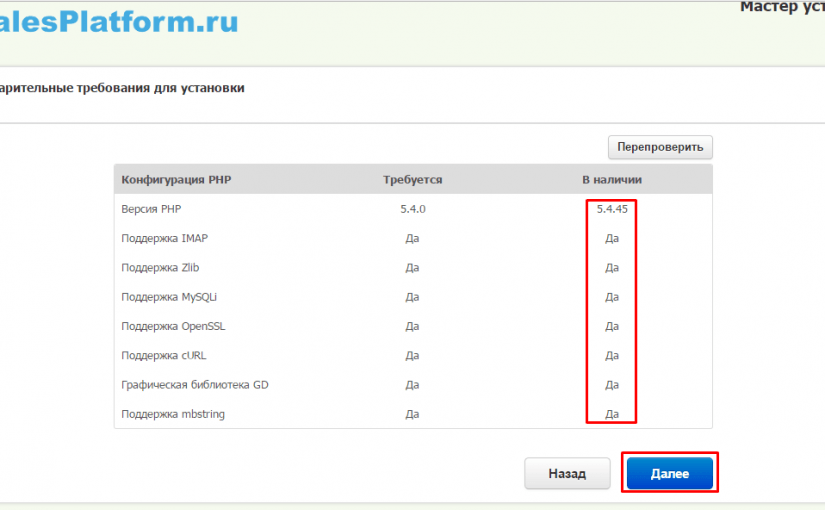 alesPlatform.ru
Мастер уст
арительные требования для установки
Перепроверить
Конфигурация PHP Требуется В наличии
Версия PHP 5.4.0 5.4.45
Поддержка IMAP Да Да
Поддержка Zlib Да Да
Поддержка MySQLi Да Да
Поддержка OpenSSL Да Да
Поддержка cURL Да Да
Графическая библиотека GD Да Да
Поддержка mbstring Да Да
Назад Далее